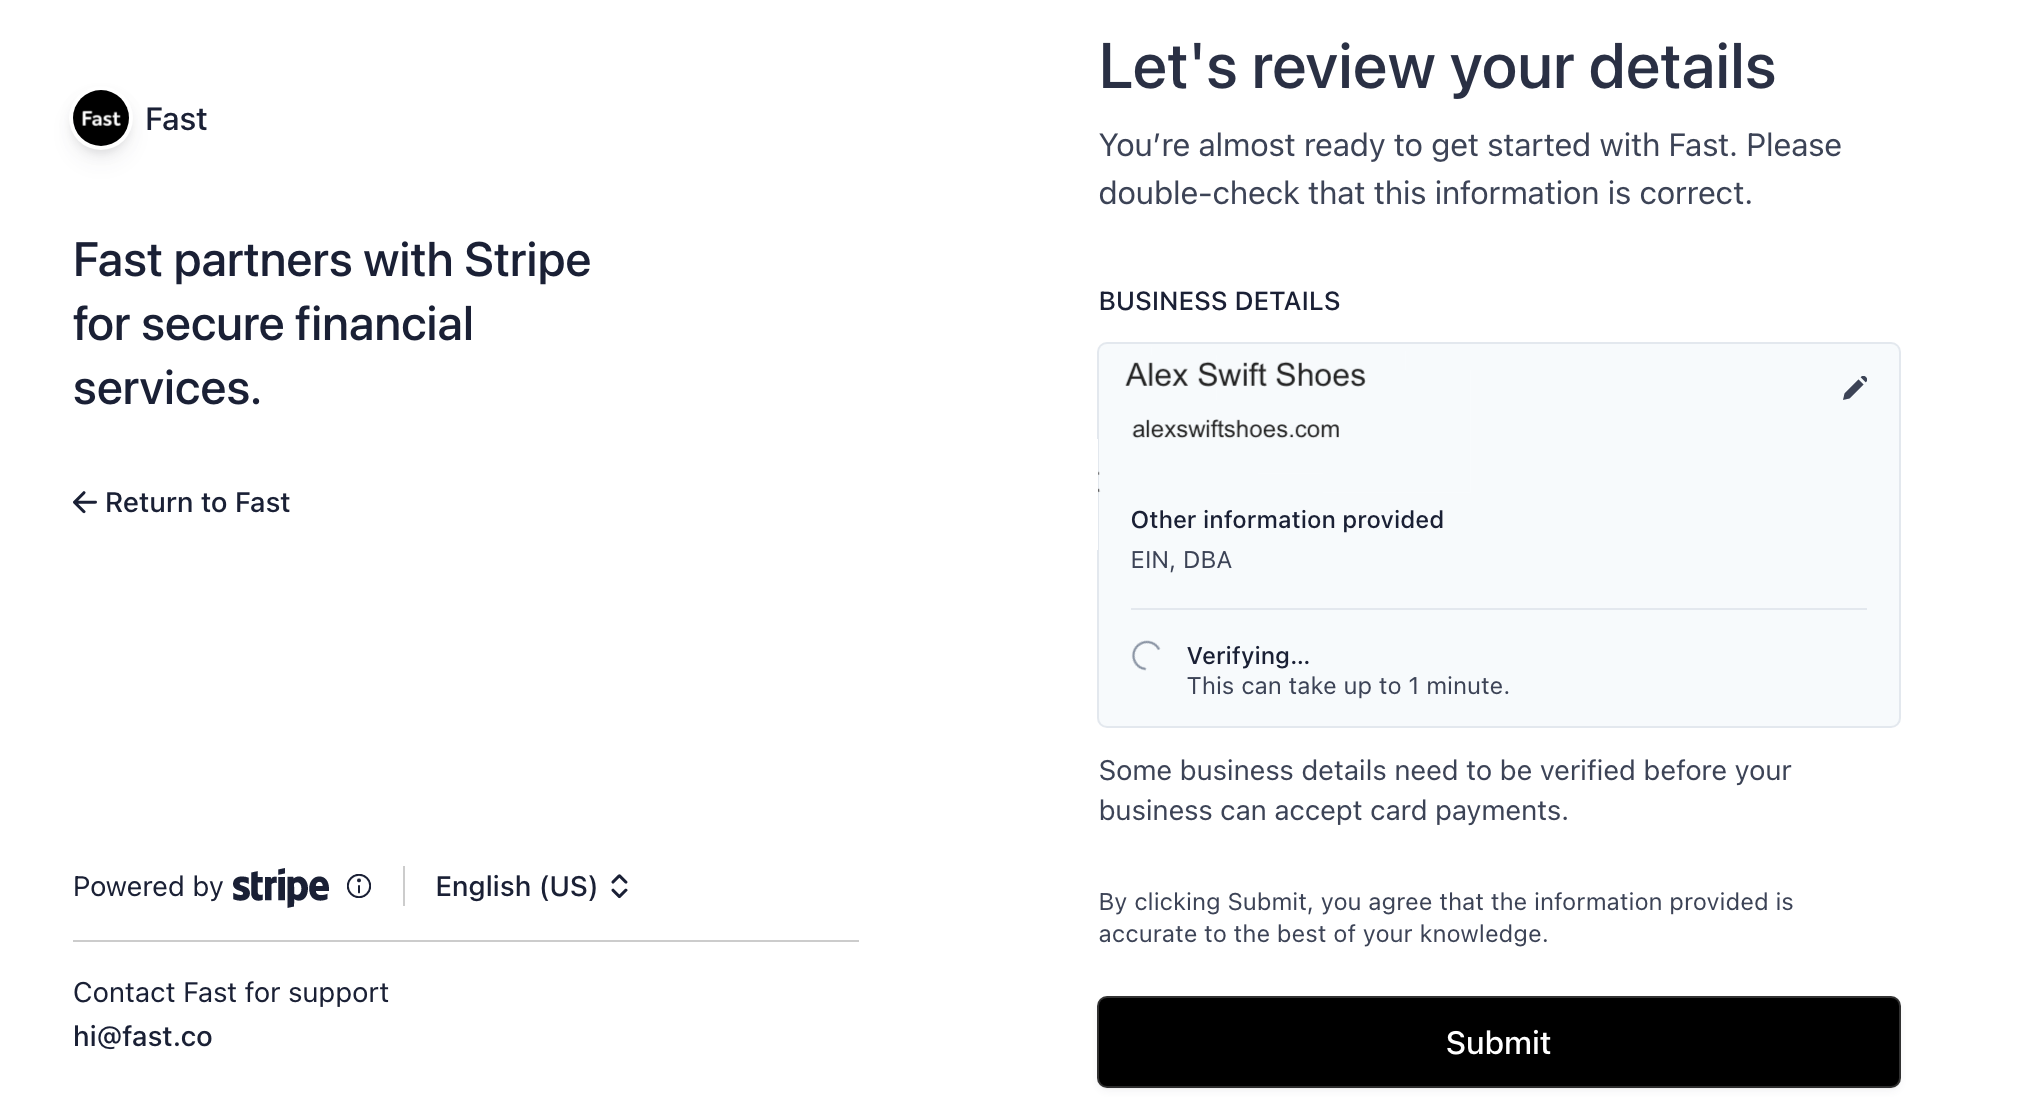 Fast Fast
Fast partners with Stripe
for secure financial
services.
Return to Fast
Powered by stripe English (US)
Contact Fast for support
hi@fast.co
Let's review your details
You’re almost ready to get started with Fast. Please
double-check that this information is correct.
BUSINESS DETAILS
Alex Swift Shoes
alexswiftshoes.com
Other information provided
EIN, DBA
Verifying...
This can take up to 1 minute.
Some business details need to be verified before your
business can accept card payments.
By clicking Submit, you agree that the information provided is
accurate to the best of your knowledge.
Submit